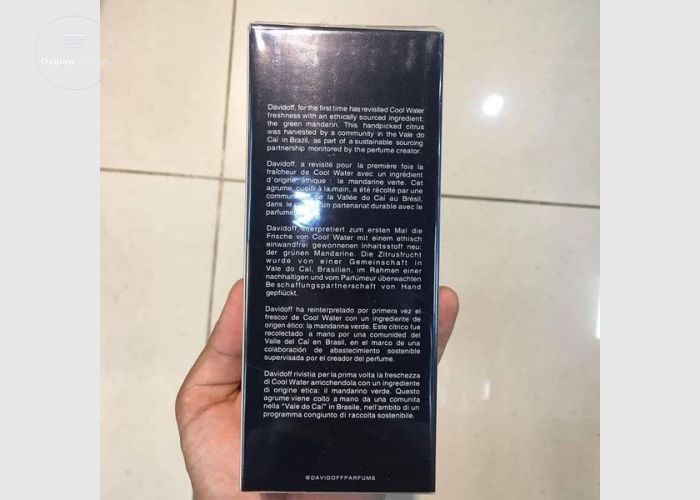 Oxglow
Davidoff, for the first time has revisited Cool Water
freshness with an ethically sourced ingredient:
the green mandarin. This handpicked citrus
was harvested by a community in the Vale do
Caí in Brazil, as part of a sustainable sourcing
partnership monitored by the perfume creator.
Davidoff, a revisité pour la première fois la
fraîcheur de Cool Water avec un ingrédient
d'origine éthique : la mandarine verte. Cet
agrume, cueilli à la main, a été récolté par une
de la Vallée do Caí au Brésil,
dans le un partenariat durable avec le
Davidoff, interpretiert zum ersten Mal die
Frische von Cool Water mit einem ethisch
einwandfrei gewonnenen Inhaltsstoff neu:
der grünen Mandarine. Die Zitrusfrucht
wurde von einer Gemeinschaft in
Vale do Caí, Brasilien, im Rahmen einer
nachhaltigen und vom Parfümeur überwachten
Beschaffungspartnerschaft von Hand
gepflückt.
Davidoff ha reinterpretado por primera vez el
frescor de Cool Water con un ingrediente de
origen ético: la mandarina verde. Este cítrico fue
recolectado a mano por una comunidad del
Valle del Caí en Brasil, en el marco de una
colaboración de abastecimiento sostenible
supervisada por el creador del perfume.
Davidoff rivistia per la prima volta la freschezza
di Cool Water arricchendola con un ingrediente
di origine etica: il mandarino verde. Questo
agrume viene colto a mano da una comunita
nella "Vale do Caí" in Brasile, nell'ambito di un
programma congiunto di raccolta sostenibile.
@DAVIDOFFPARFUMS